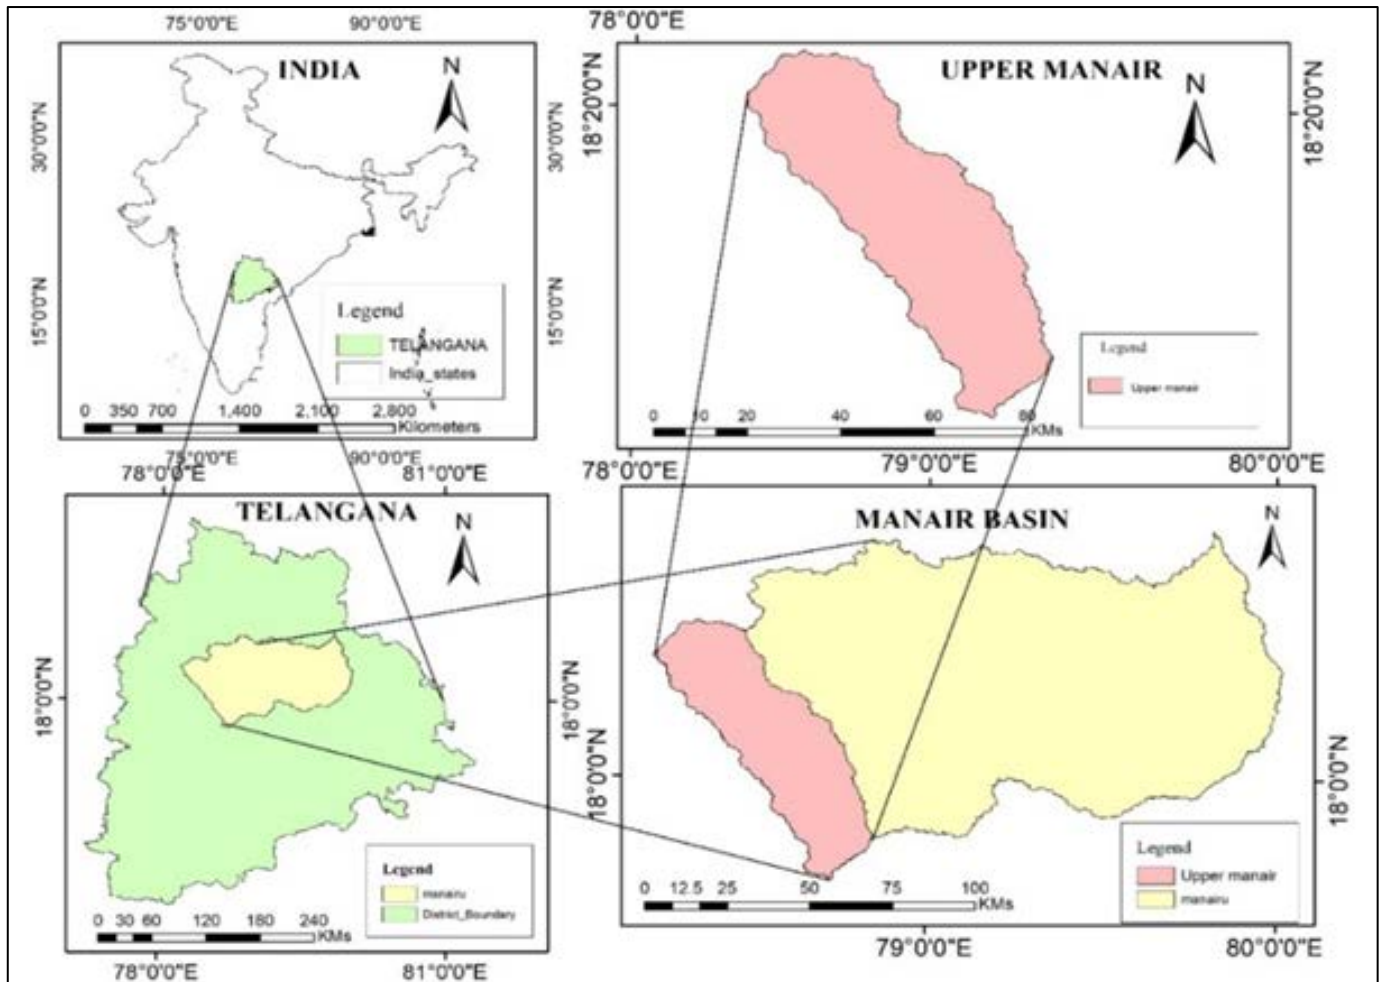 75°0'0"E 90°0'0"E
INDIA
N
30°0'0"N
30°0'0"N
15°0'0"N
15°0'0"N
Legend
TELANGANA
India_states
0 350 700 1,400 2,100 2,800
Kilometers
75°0'0"E 90°0'0"E
78°0'0"E
UPPER MANAIR
N
18°20'0"N
18°20'0"N
Legend
Upper manair
0 10 20 40 60 80
KMs
78°0'0"E 79°0'0"E 80°0'0"E
78°0'0"E 81°0'0"E
TELANGANA
N
18°0'0"N
18°0'0"N
Legend
manairu
District_Boundary
0 30 60 120 180 240
KMs
78°0'0"E 81°0'0"E
MANAIR BASIN
N
18°0'0"N
18°0'0"N
Legend
Upper manair
manairu
0 12.5 25 50 75 100
KMs
79°0'0"E 80°0'0"E